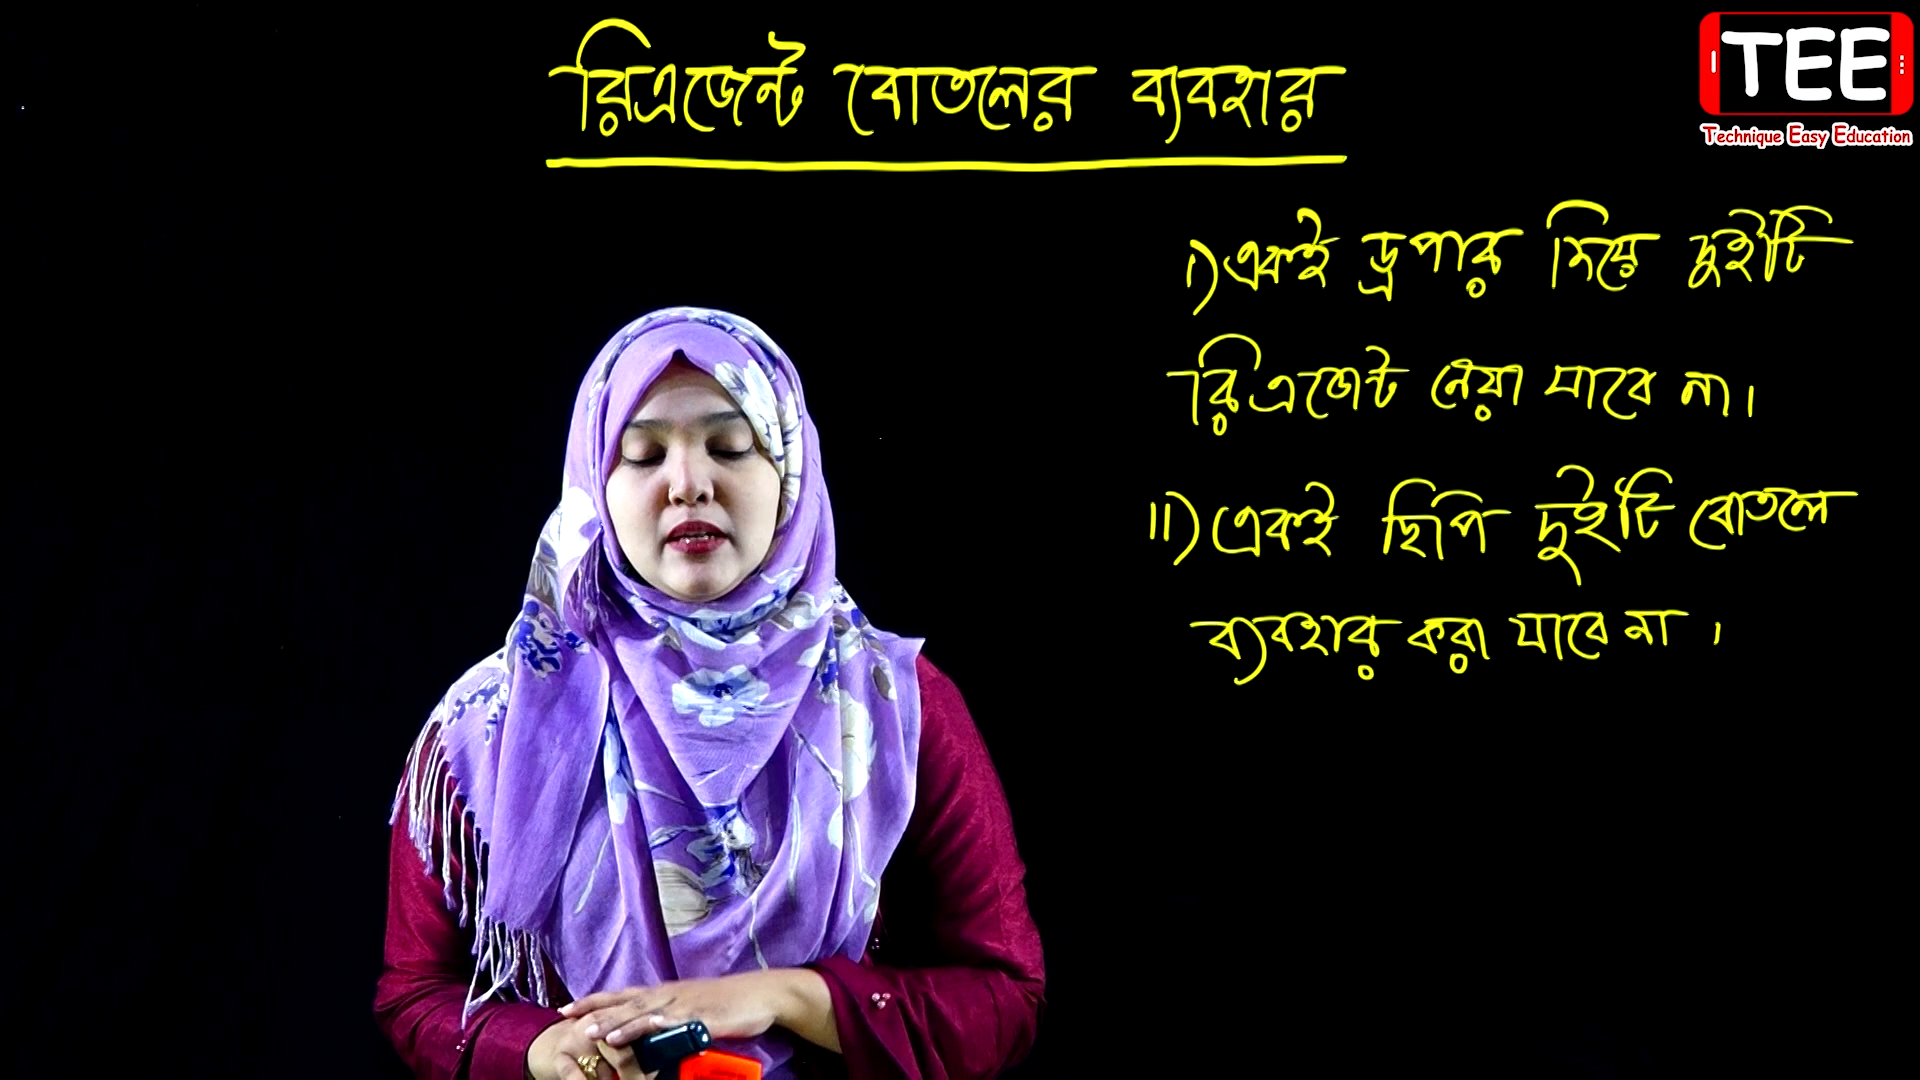 রিএজেন্ট বোতলের ব্যবহার
TEE
Technique Easy Education
i) একই ড্রপার দিয়ে দুইটি
রিএজেন্ট নেয়া যাবে না।
ii) একই ছিপি দুইটি বোতলে
ব্যবহার করা যাবে না।